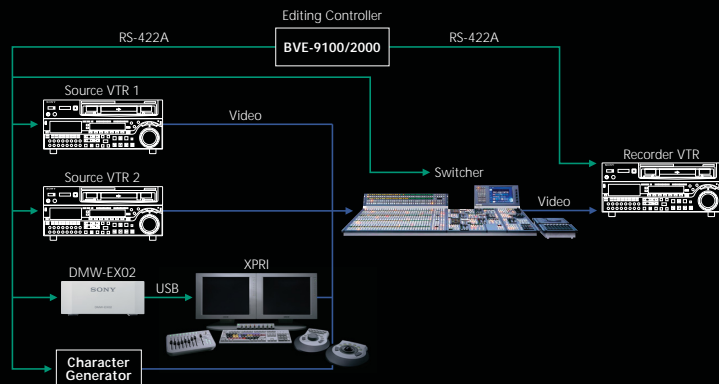 Editing Controller
RS-422A
BVE-9100/2000
RS-422A
Source VTR 1
Video
Source VTR 2
Switcher
Recorder VTR
Video
DMW-EX02
XPRI
SONY
USB
Character
Generator